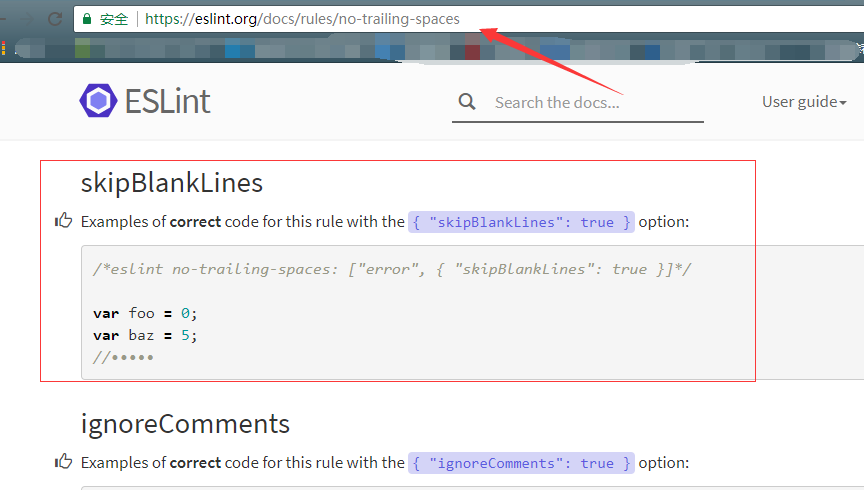 安全 https://eslint.org/docs/rules/no-trailing-spaces
ESLint
Search the docs...
User guide
skipBlankLines
Examples of correct code for this rule with the { "skipBlankLines": true } option:
/*eslint no-trailing-spaces: ["error", { "skipBlankLines": true }]*/
var foo = 0;
var baz = 5;
//•••••
ignoreComments
Examples of correct code for this rule with the { "ignoreComments": true } option: